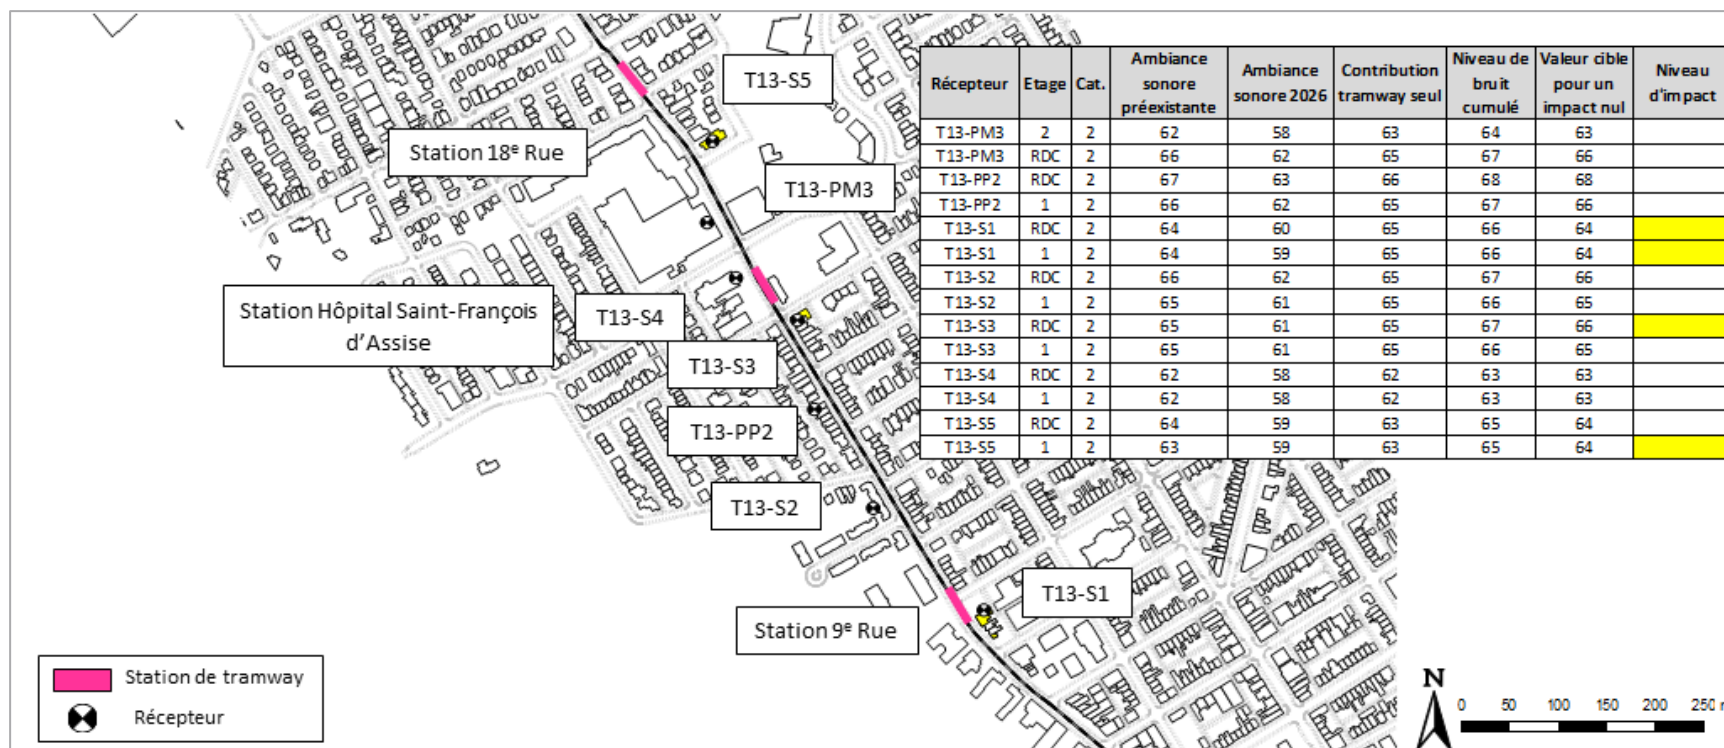 T13-S5
Station 18e Rue
T13-PM3
Station Hôpital Saint-François
d'Assise
T13-S4
T13-S3
T13-PP2
T13-S2
T13-S1
Station 9e Rue
Station de tramway
Récepteur
Récepteur Etage Cat. Ambiance sonore préexistante Ambiance sonore 2026 Contribution tramway seul Niveau de bruit cumulé Valeur cible pour un impact nul Niveau d'impact
T13-PM3 2 2 62 58 63 64 63
T13-PM3 RDC 2 66 62 65 67 66
T13-PP2 RDC 2 67 63 66 68 68
T13-PP2 1 2 66 62 65 67 66
T13-S1 RDC 2 64 60 65 66 64
T13-S1 1 2 64 59 65 66 64
T13-S2 RDC 2 66 62 65 67 66
T13-S2 1 2 65 61 65 66 65
T13-S3 RDC 2 65 61 65 67 66
T13-S3 1 2 65 61 65 66 65
T13-S4 RDC 2 62 58 62 63 63
T13-S4 1 2 62 58 62 63 63
T13-S5 RDC 2 64 59 63 65 64
T13-S5 1 2 63 59 63 65 64
N
0 50 100 150 200 250